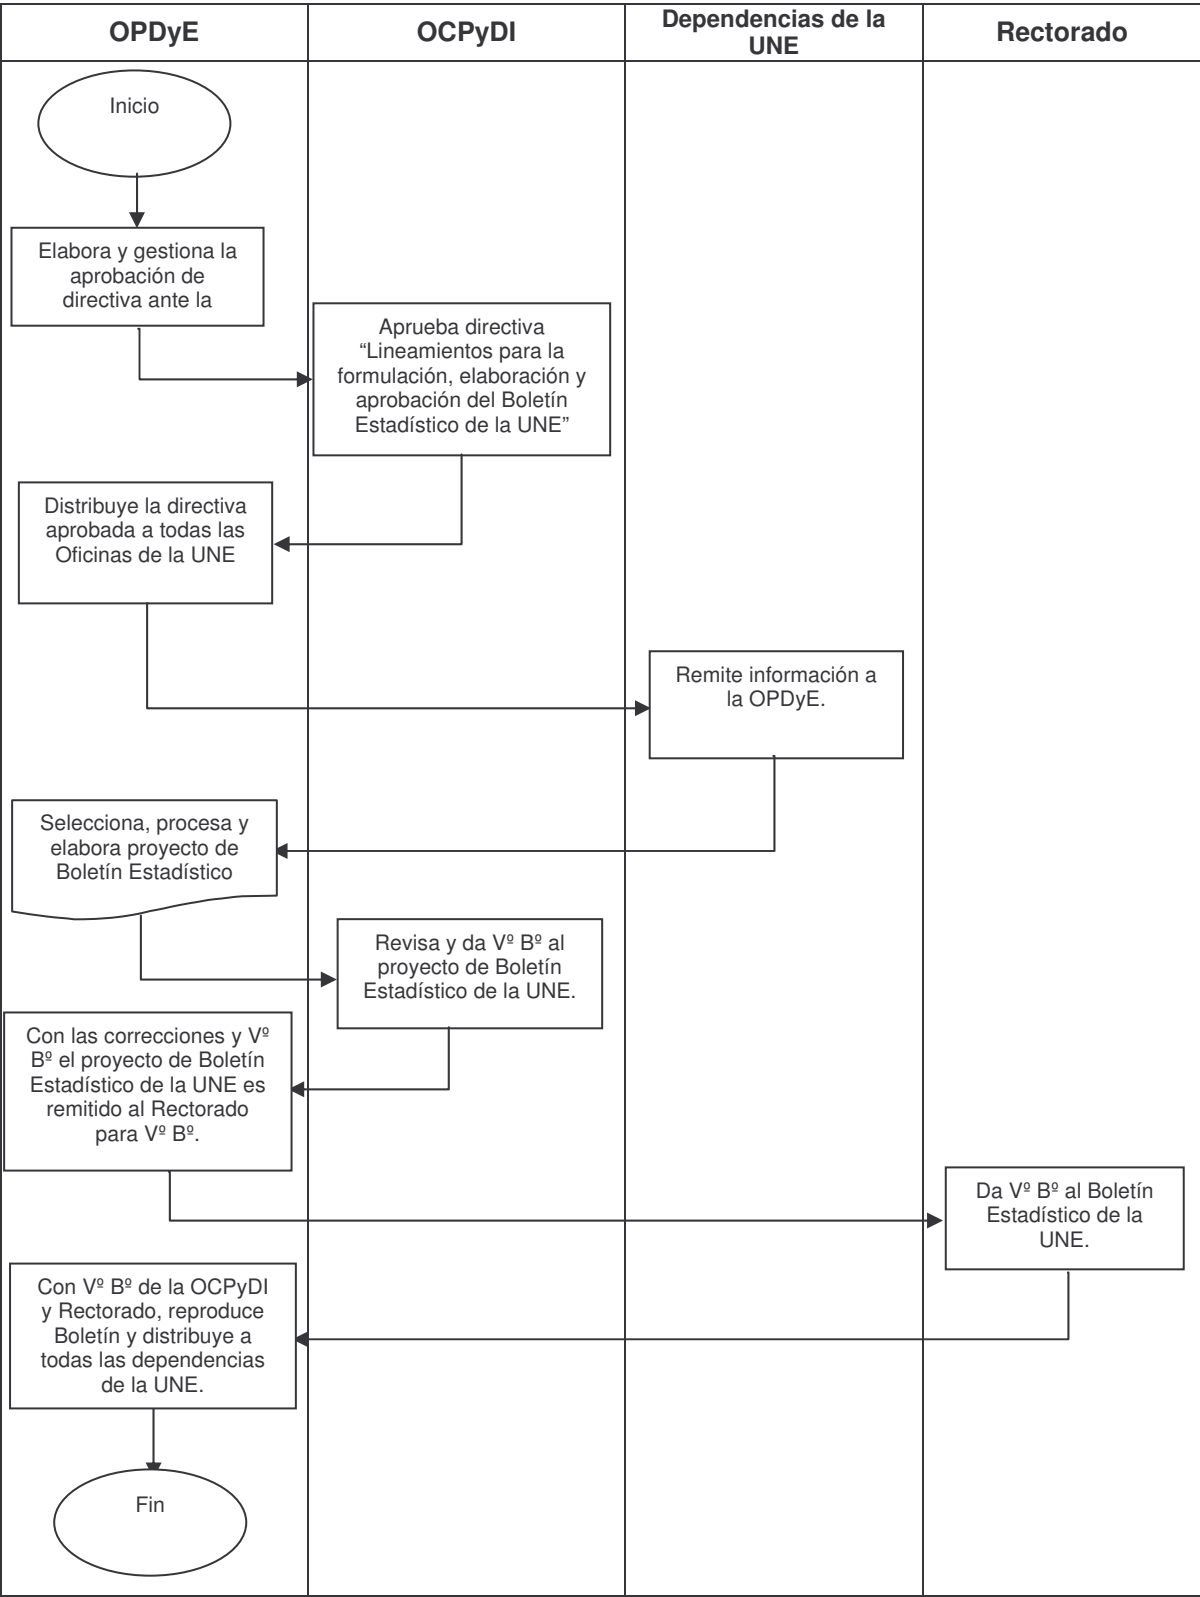 OPDyE
OCPyDI
Dependencias de la
UNE
Rectorado
Inicio
Elabora y gestiona la
aprobación de
directiva ante la
Aprueba directiva
“Lineamientos para la
formulación, elaboración y
aprobación del Boletín
Estadístico de la UNE”
Distribuye la directiva
aprobada a todas las
Oficinas de la UNE
Remite información a
la OPDyE.
Selecciona, procesa y
elabora proyecto de
Boletín Estadístico
Revisa y da Vº Bº al
proyecto de Boletín
Estadístico de la UNE.
Con las correcciones y Vº
Bº el proyecto de Boletín
Estadístico de la UNE es
remitido al Rectorado
para Vº Bº.
Da Vº Bº al Boletín
Estadístico de la
UNE.
Con Vº Bº de la OCPyDI
y Rectorado, reproduce
Boletín y distribuye a
todas las dependencias
de la UNE.
Fin